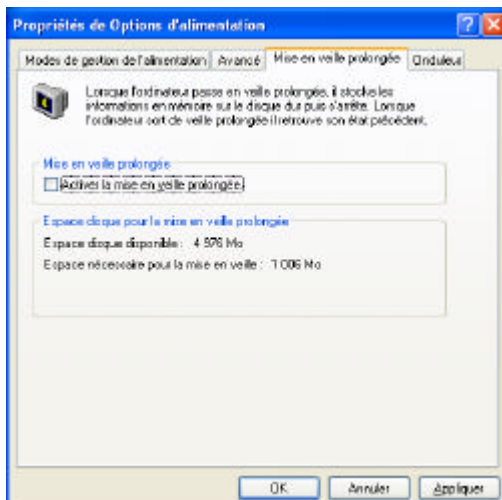 Propriétés de Options d'alimentation
Modes de gestion de l'alimentation Avancé Mise en veille prolongée Onduleur
Lorsque l'ordinateur passe en veille prolongée, il stocke les
informations en mémoire sur le disque dur puis s'arrête. Lorsque
l'ordinateur sort de veille prolongée il retrouve son état précédent.
Mise en veille prolongée
Activer la mise en veille prolongée.
Espace disque pour la mise en veille prolongée
Espace disque disponible : 4 976 Mo
Espace nécessaire pour la mise en veille : 1 006 Mo
OK Annuler Appliquer